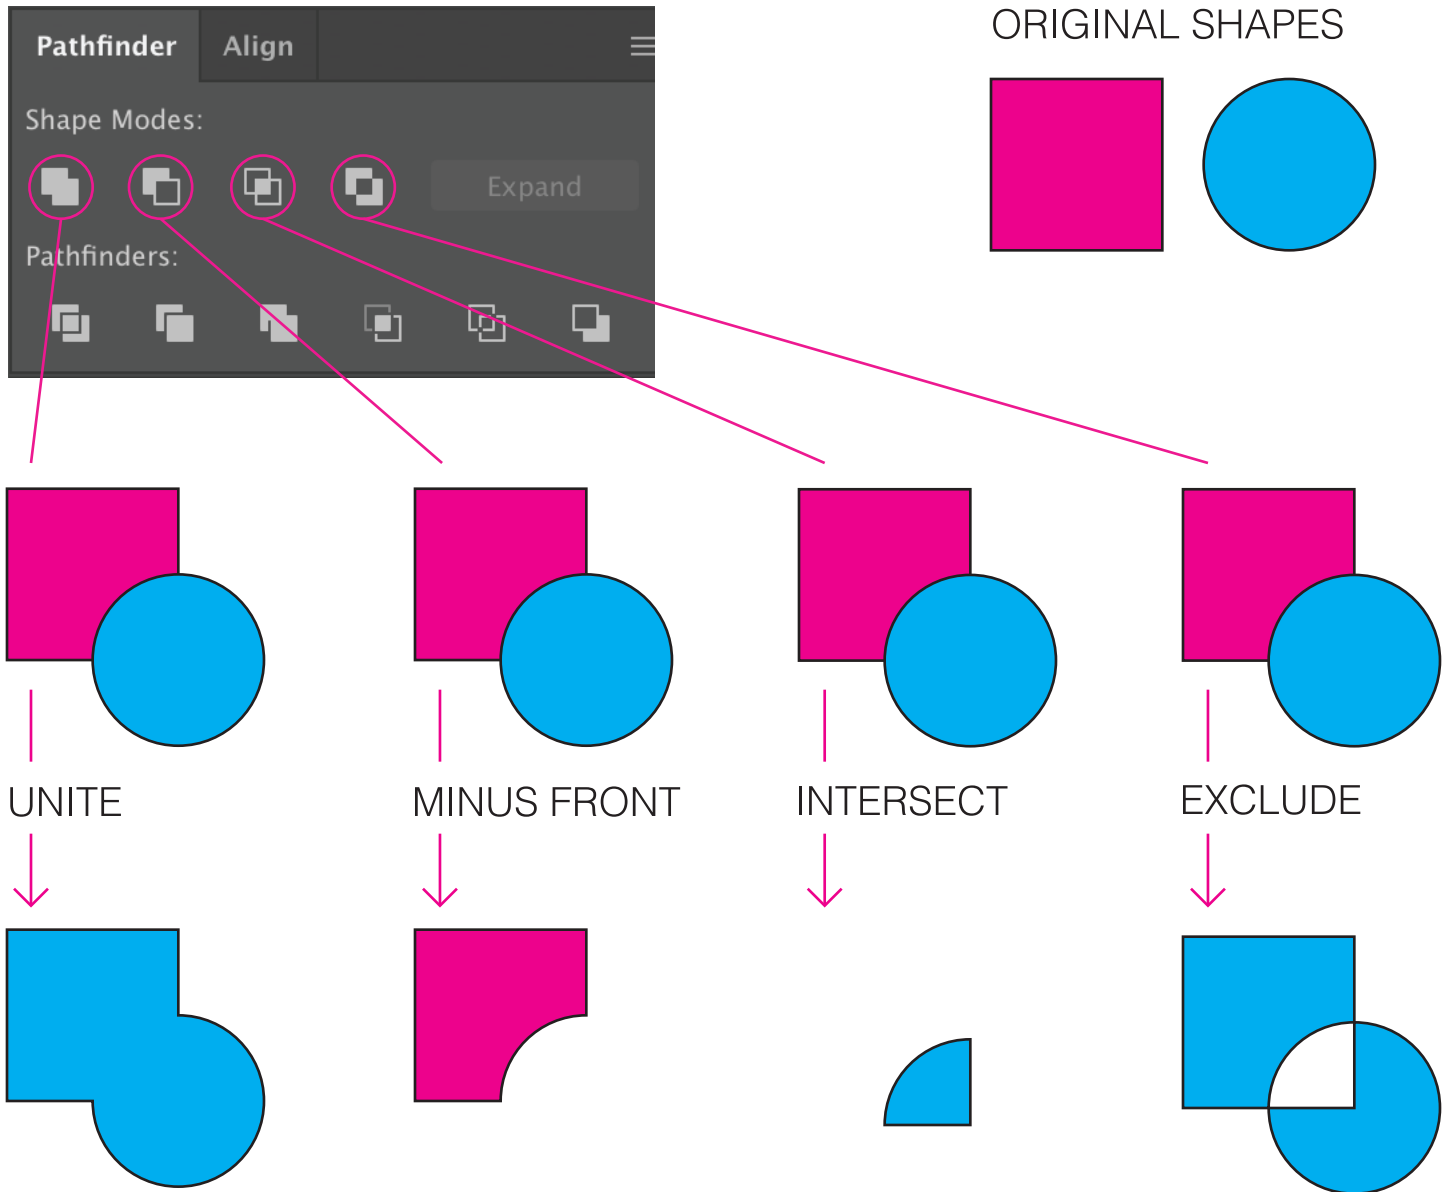 Pathfinder Align
Shape Modes:
Expand
Pathfinders:
ORIGINAL SHAPES
UNITE
MINUS FRONT
INTERSECT
EXCLUDE